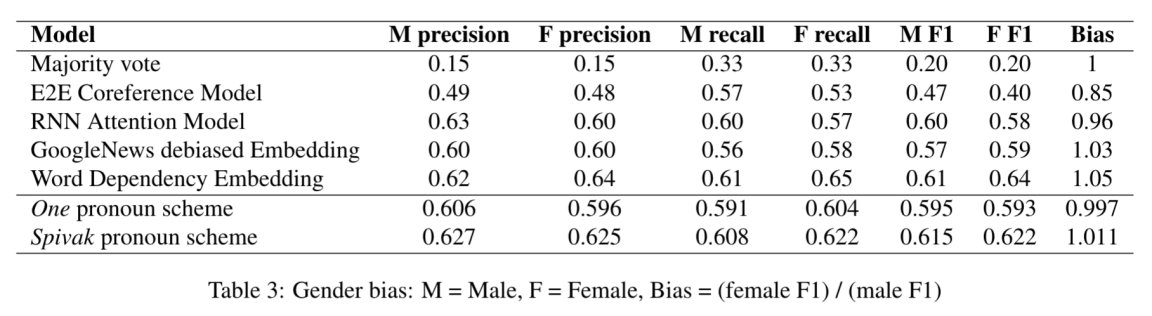 Model M precision F precision M recall F recall M F1 F F1 Bias
Majority vote 0.15 0.15 0.33 0.33 0.20 0.20 1
E2E Coreference Model 0.49 0.48 0.57 0.53 0.47 0.40 0.85
RNN Attention Model 0.63 0.60 0.60 0.57 0.60 0.58 0.96
GoogleNews debiased Embedding 0.60 0.60 0.56 0.58 0.57 0.59 1.03
Word Dependency Embedding 0.62 0.64 0.61 0.65 0.61 0.64 1.05
One pronoun scheme 0.606 0.596 0.591 0.604 0.595 0.593 0.997
Spivak pronoun scheme 0.627 0.625 0.608 0.622 0.615 0.622 1.011
Table 3: Gender bias: M = Male, F = Female, Bias = (female F1) / (male F1)